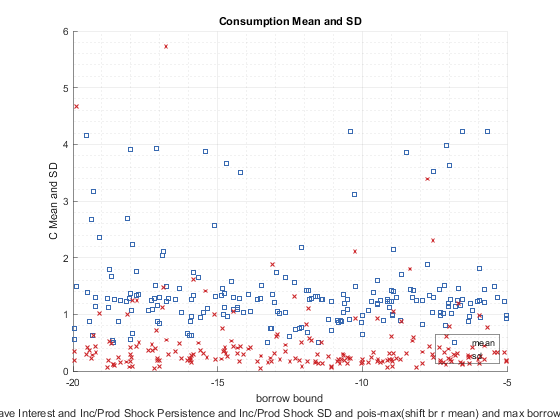 Consumption Mean and SD
C Mean and SD
6
5
4
3
2
1
0
mean
sd
-20
-15
-10
-5
borrow bound
ave Interest and Inc/Prod Shock Persistence and Inc/Prod Shock SD and pois-max(shift br r mean) and max borrow